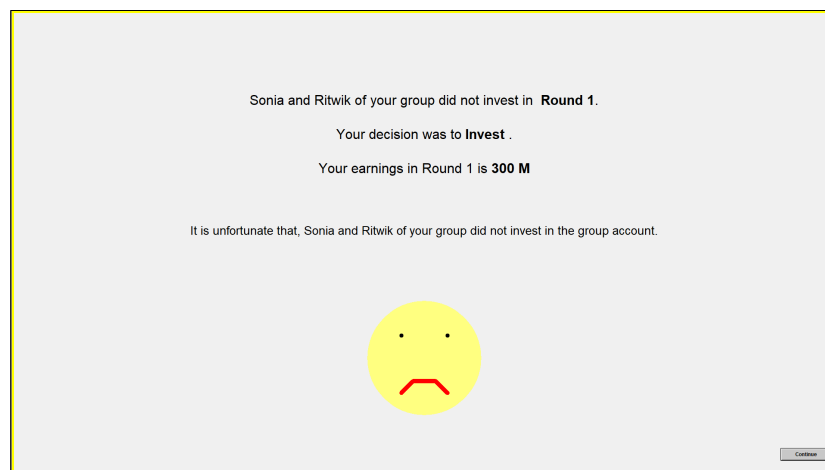 Sonia and Ritwik of your group did not invest in Round 1.
Your decision was to Invest .
Your earnings in Round 1 is 300 M
It is unfortunate that, Sonia and Ritwik of your group did not invest in the group account.
Continue